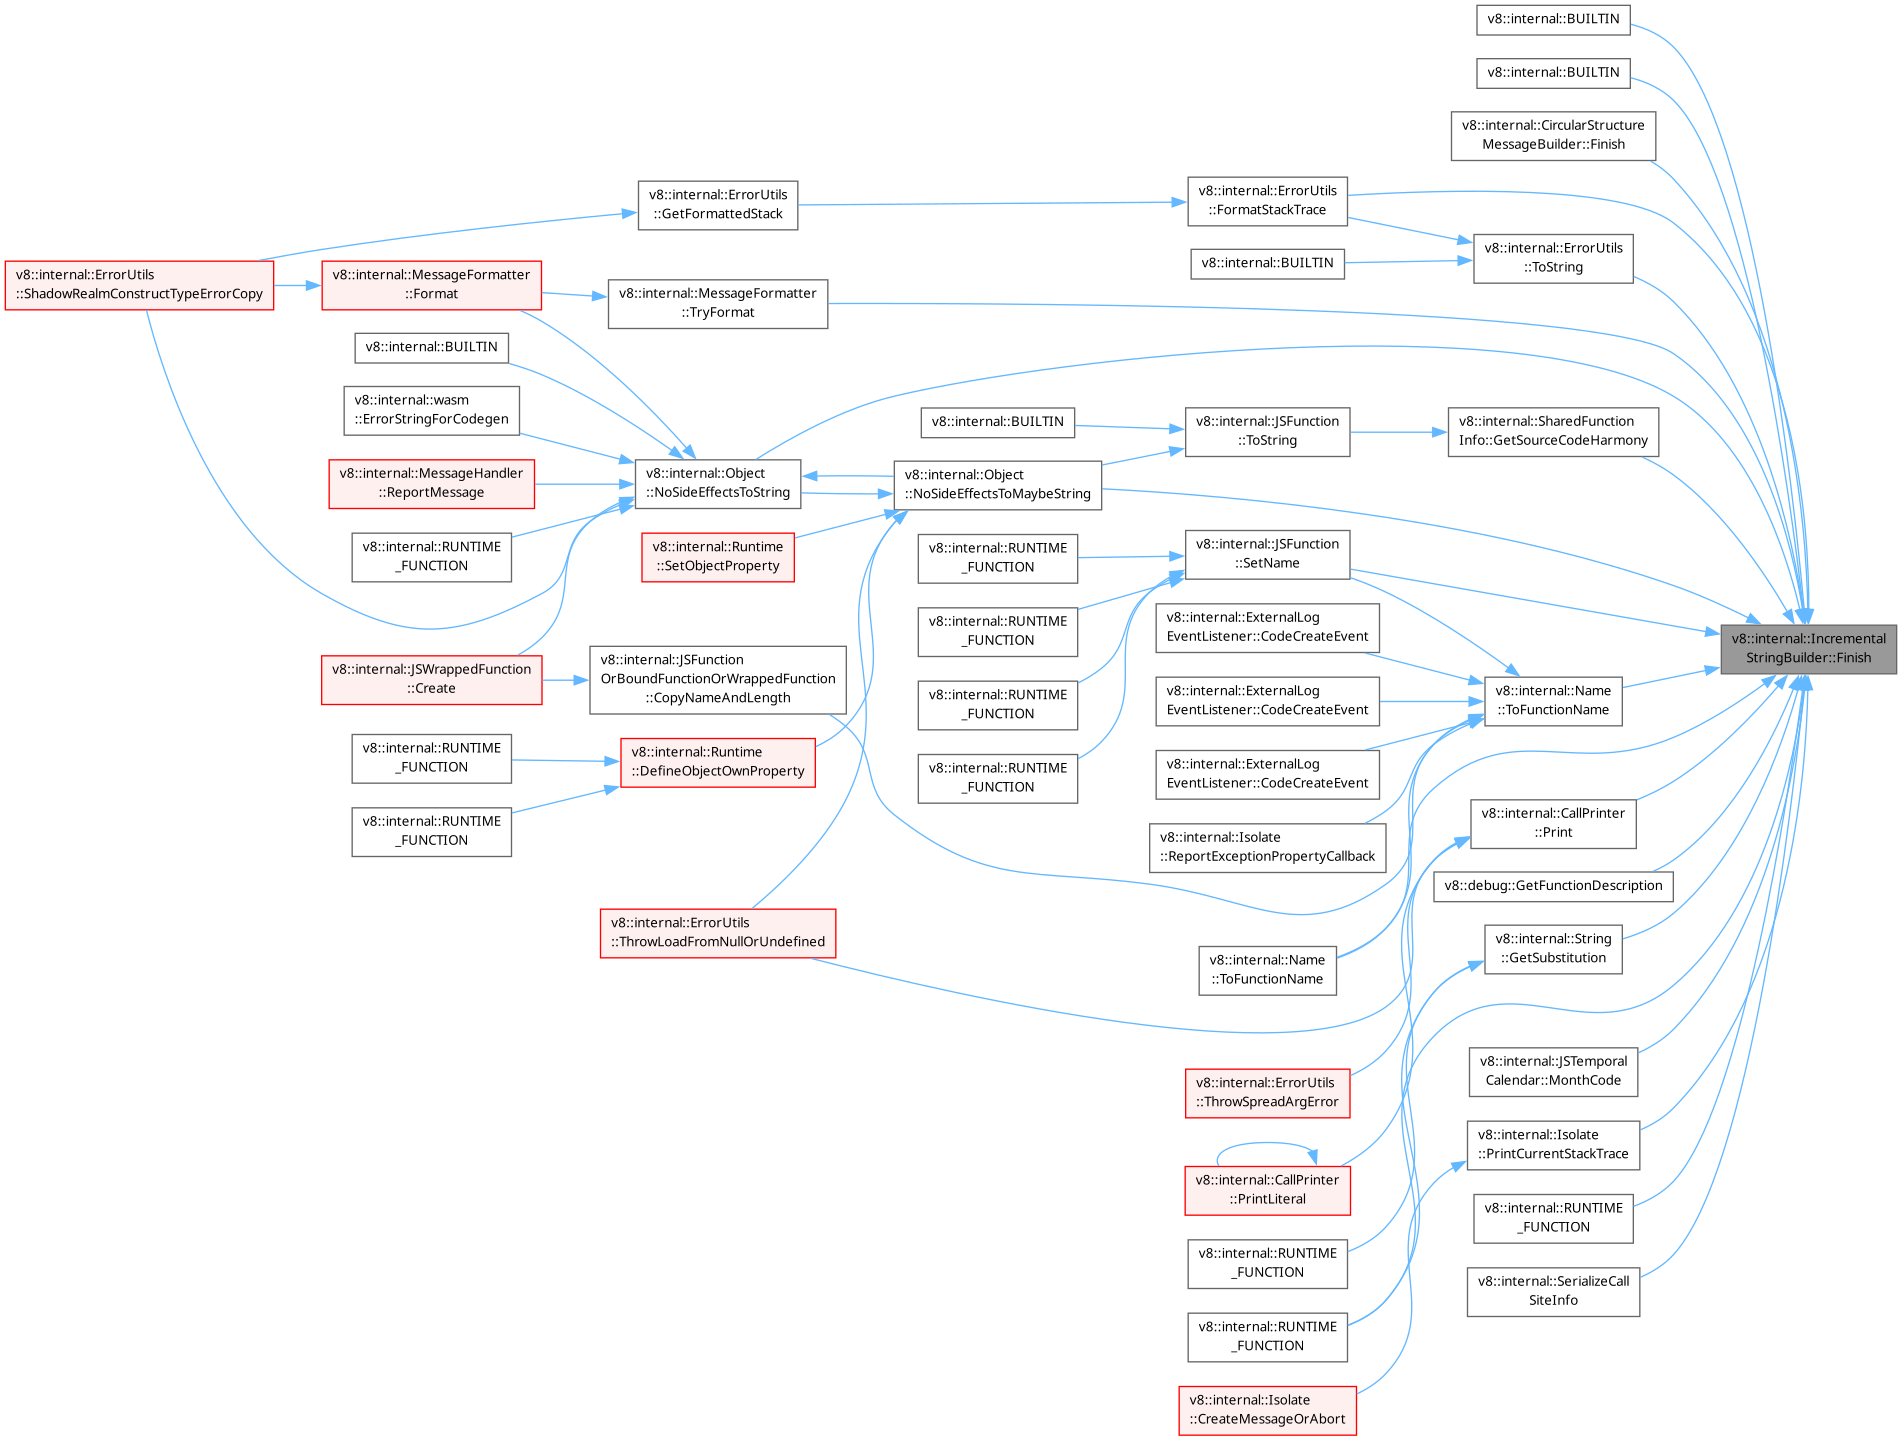 v8::internal::BUILTIN
v8::internal::BUILTIN
v8::internal::CircularStructure
MessageBuilder::Finish
v8::internal::ErrorUtils
::GetFormattedStack
v8::internal::ErrorUtils
::FormatStackTrace
v8::internal::ErrorUtils
::ToString
v8::internal::BUILTIN
v8::internal::ErrorUtils
::ShadowRealmConstructTypeErrorCopy
v8::internal::MessageFormatter
::Format
v8::internal::MessageFormatter
::TryFormat
v8::internal::BUILTIN
v8::internal::wasm
::ErrorStringForCodegen
v8::internal::BUILTIN
v8::internal::JSFunction
::ToString
v8::internal::SharedFunction
Info::GetSourceCodeHarmony
v8::internal::MessageHandler
::ReportMessage
v8::internal::Object
::NoSideEffectsToString
v8::internal::Object
::NoSideEffectsToMaybeString
v8::internal::RUNTIME
_FUNCTION
v8::internal::Runtime
::SetObjectProperty
v8::internal::RUNTIME
_FUNCTION
v8::internal::JSFunction
::SetName
v8::internal::RUNTIME
_FUNCTION
v8::internal::ExternalLog
EventListener::CodeCreateEvent
v8::internal::Incremental
StringBuilder::Finish
v8::internal::JSWrappedFunction
::Create
v8::internal::JSFunction
OrBoundFunctionOrWrappedFunction
::CopyNameAndLength
v8::internal::RUNTIME
_FUNCTION
v8::internal::ExternalLog
EventListener::CodeCreateEvent
v8::internal::Name
::ToFunctionName
v8::internal::RUNTIME
_FUNCTION
v8::internal::Runtime
::DefineObjectOwnProperty
v8::internal::RUNTIME
_FUNCTION
v8::internal::ExternalLog
EventListener::CodeCreateEvent
v8::internal::RUNTIME
_FUNCTION
v8::internal::Isolate
::ReportExceptionPropertyCallback
v8::internal::CallPrinter
::Print
v8::debug::GetFunctionDescription
v8::internal::ErrorUtils
::ThrowLoadFromNullOrUndefined
v8::internal::Name
::ToFunctionName
v8::internal::String
::GetSubstitution
v8::internal::JSTemporal
Calendar::MonthCode
v8::internal::ErrorUtils
::ThrowSpreadArgError
v8::internal::Isolate
::PrintCurrentStackTrace
v8::internal::CallPrinter
::PrintLiteral
v8::internal::RUNTIME
_FUNCTION
v8::internal::RUNTIME
_FUNCTION
v8::internal::SerializeCall
SiteInfo
v8::internal::RUNTIME
_FUNCTION
v8::internal::Isolate
::CreateMessageOrAbort